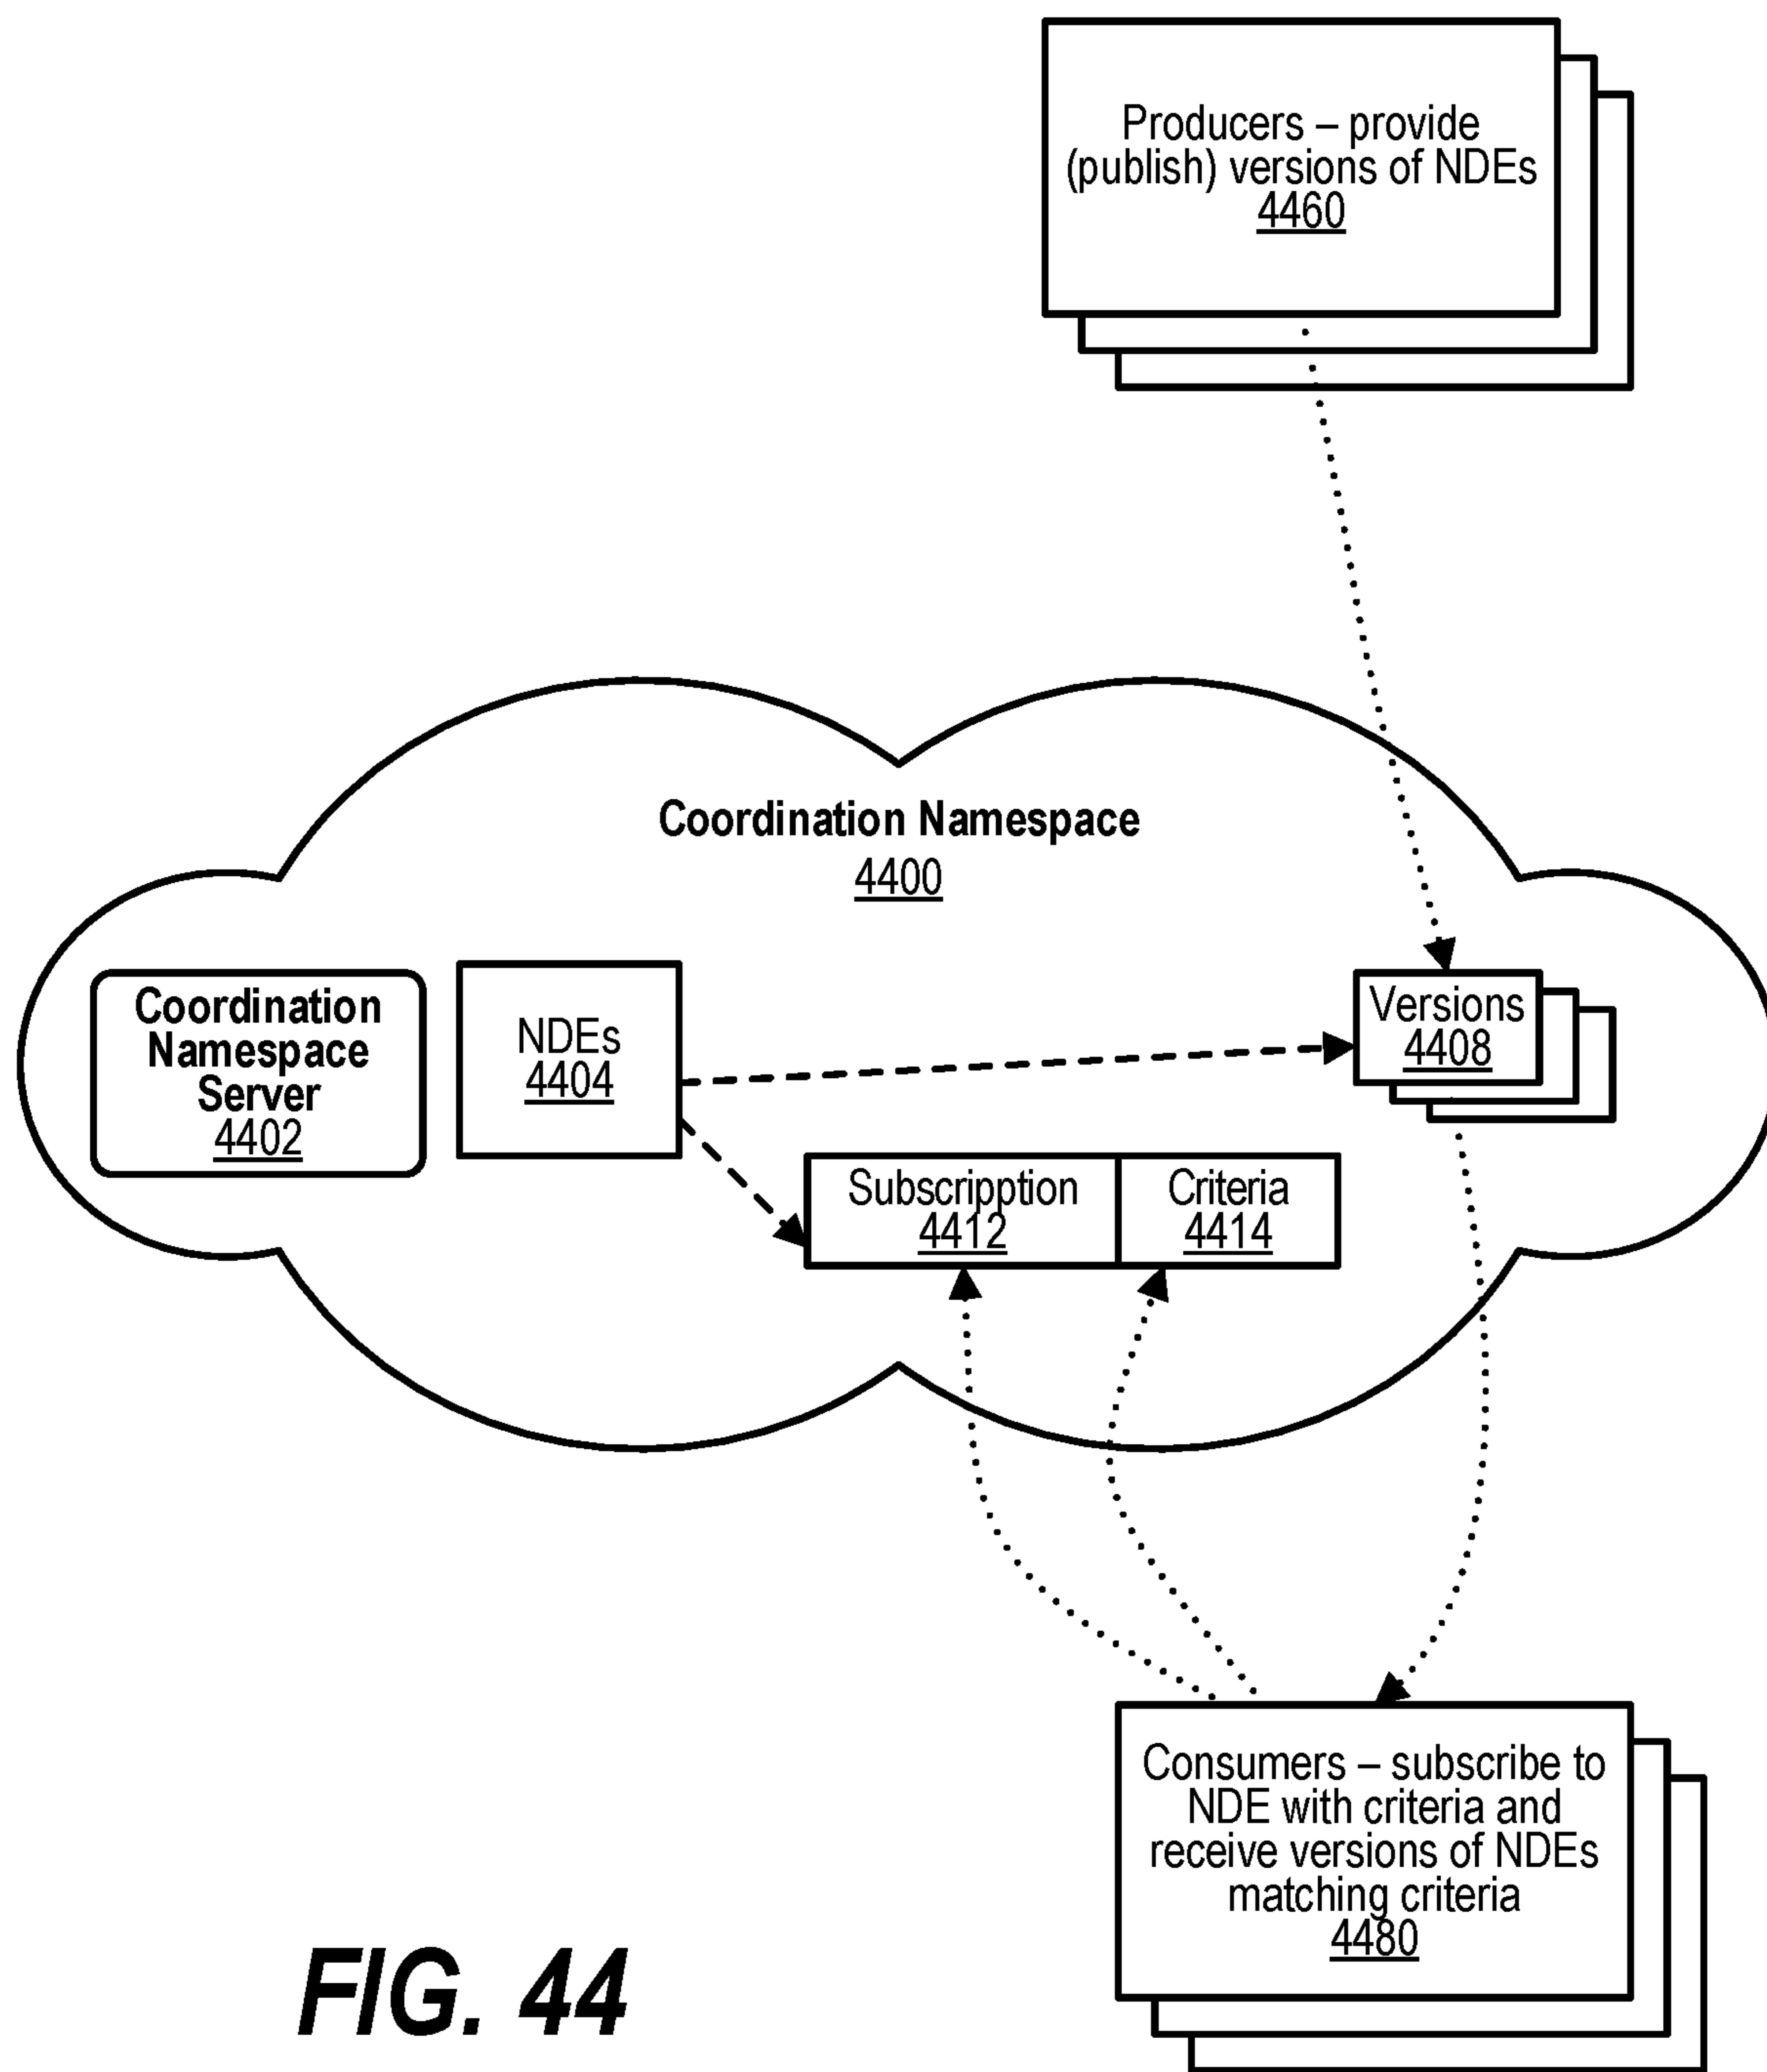 Producers – provide
(publish) versions of NDEs
4460
Coordination Namespace
4400
Coordination
Namespace
Server
4402
NDEs
4404
Versions
4408
Subscripption
4412
Criteria
4414
Consumers – subscribe to
NDE with criteria and
receive versions of NDEs
matching criteria
4480
FIG. 44